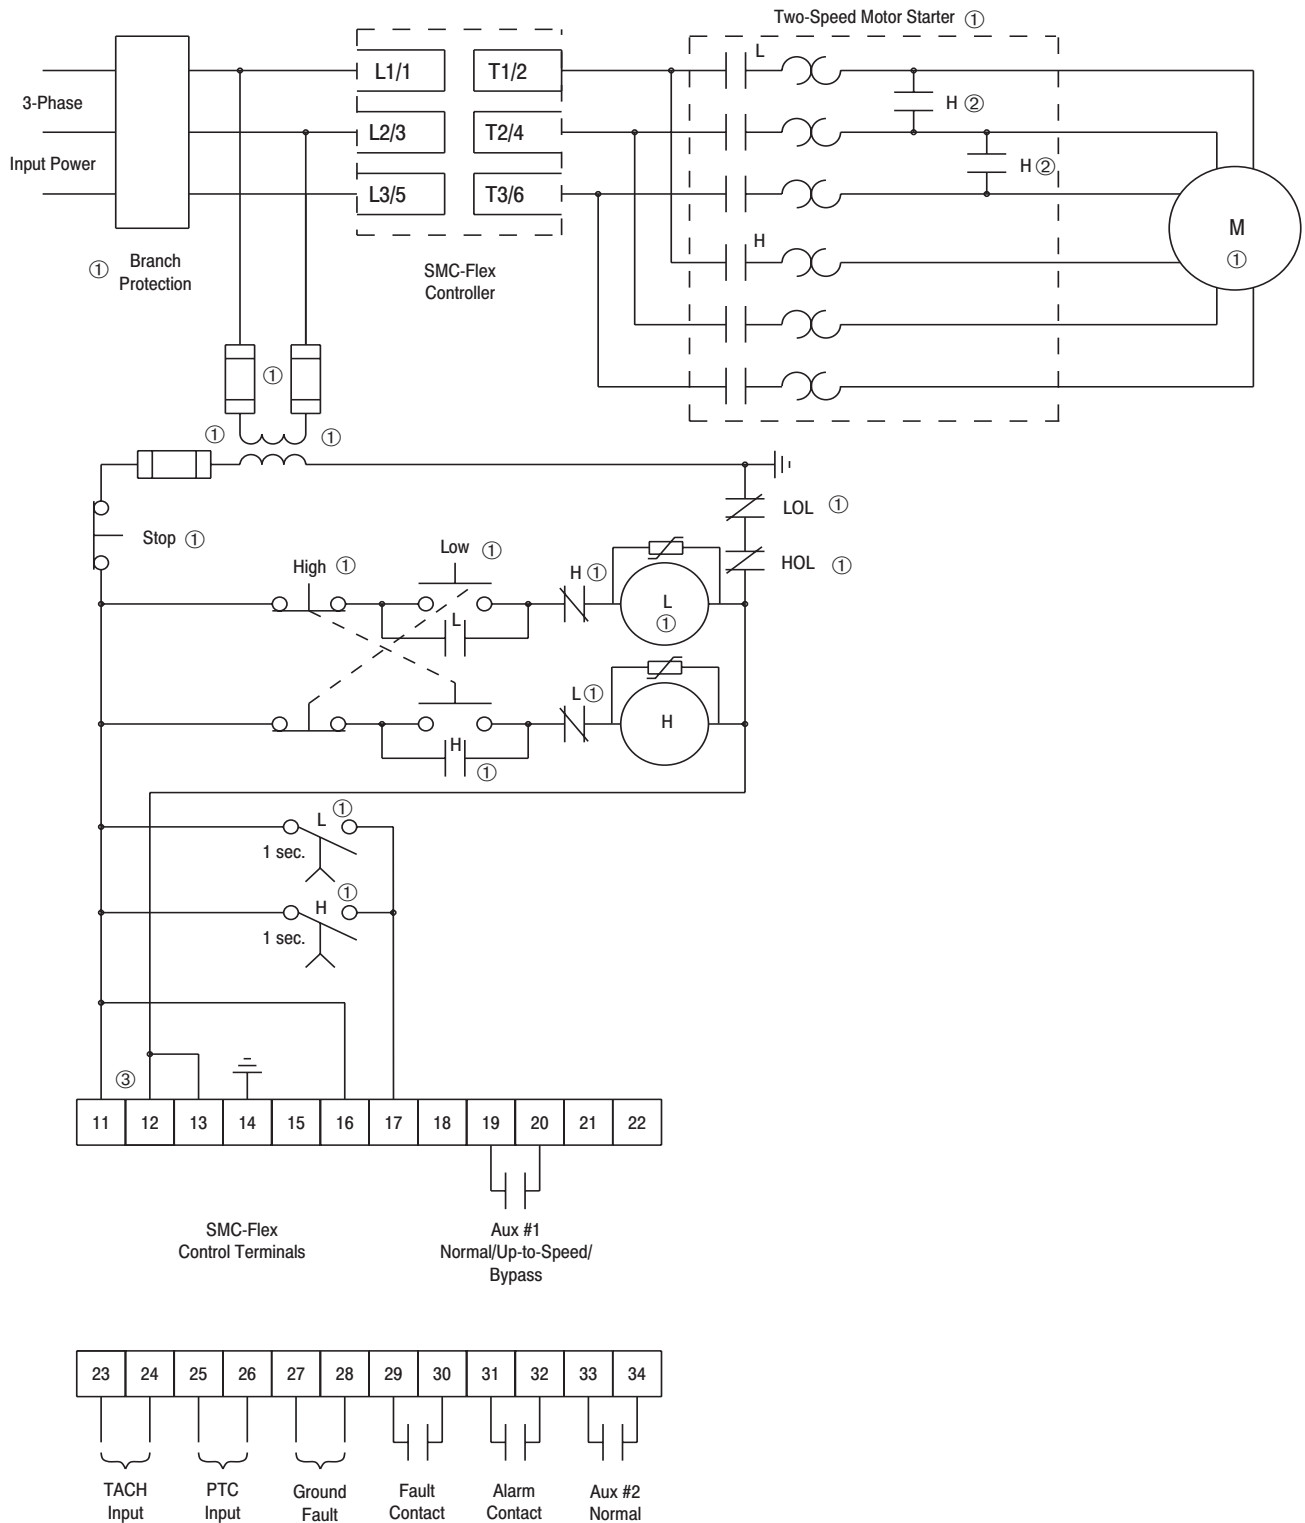 Two-Speed Motor Starter ①
L
L1/1 T1/2
3-Phase
H ②
L2/3 T2/4
Input Power
H ②
L3/5 T3/6
M
①
H
① Branch
Protection
SMC-Flex
Controller
①
① ①
LOL ①
Stop ①
Low ①
HOL ①
High ①
H ①
L
①
L
L ①
H
H
①
L ①
1 sec.
H ①
1 sec.
③
11 12 13 14 15 16 17 18 19 20 21 22
SMC-Flex
Control Terminals
Aux #1
Normal/Up-to-Speed/
Bypass
23 24 25 26 27 28 29 30 31 32 33 34
TACH
Input
PTC
Input
Ground
Fault
Fault
Contact
Alarm
Contact
Aux #2
Normal